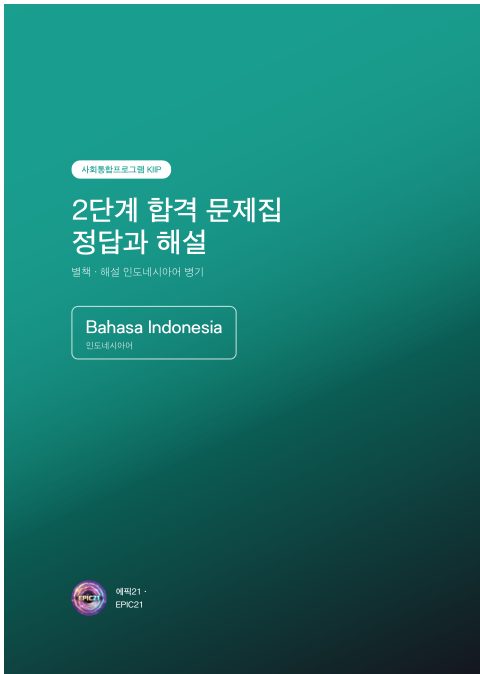 사회통합프로그램 KIIP
2단계 합격 문제집
정답과 해설
별책 · 해설 인도네시아어 병기
Bahasa Indonesia
인도네시아어
EPIC21
에픽21 ·
EPIC21